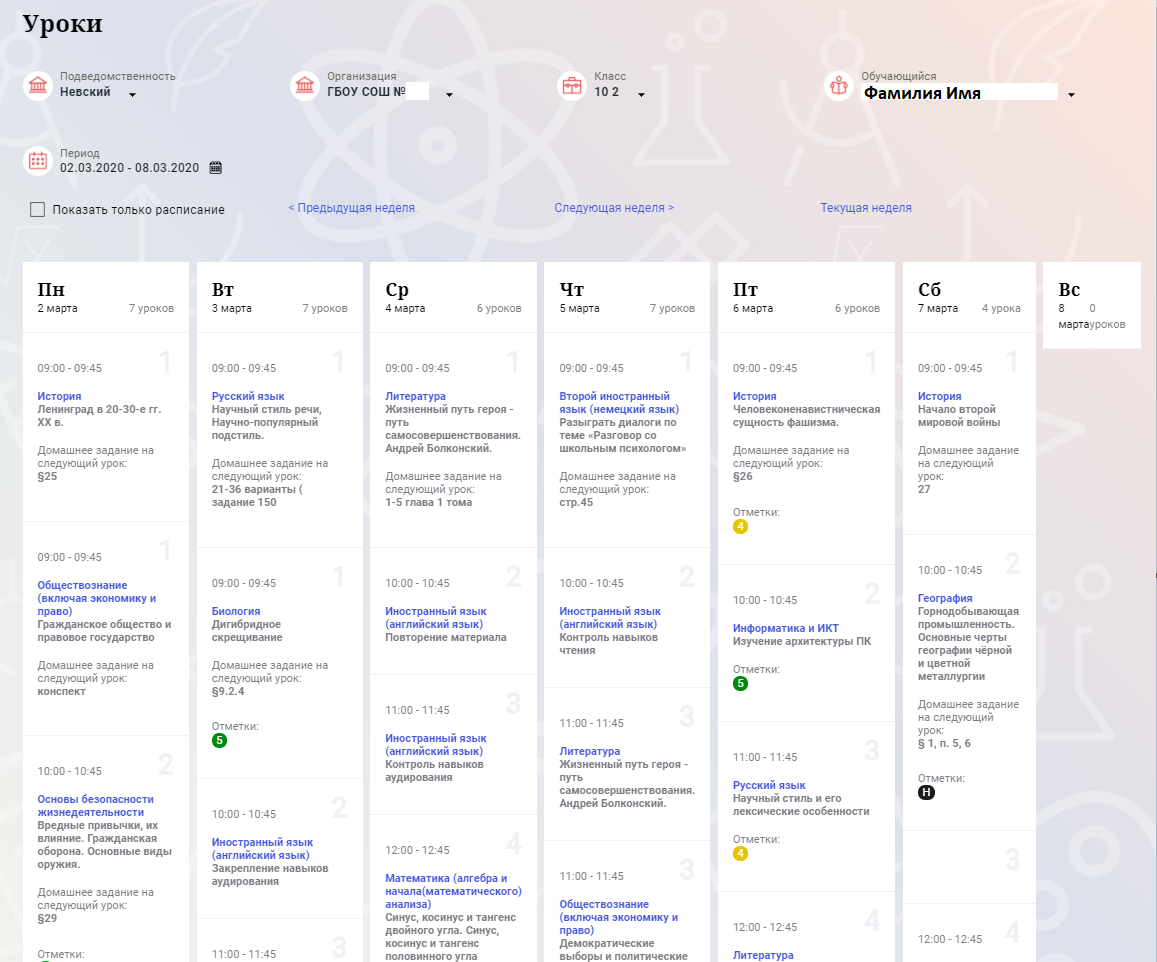 Уроки
Подведомственность
Невский
Организация
ГБОУ СОШ №
Класс
10 2
Обучающийся
Фамилия Имя
Период
02.03.2020 - 08.03.2020
Показать только расписание
< Предыдущая неделя
Следующая неделя >
Текущая неделя
Пн
2 марта 7 уроков
1
09:00 - 09:45
История
Ленинград в 20-30-е гг.
XX в.
Домашнее задание на
следующий урок:
§25
1
09:00 - 09:45
Обществознание
(включая экономику и
право)
Гражданское общество и
правовое государство
Домашнее задание на
следующий урок:
конспект
2
10:00 - 10:45
Основы безопасности
жизнедеятельности
Вредные привычки, их
влияние. Гражданская
оборона. Основные виды
оружия.
Домашнее задание на
следующий урок:
§29
Отметки:
Вт
3 марта 7 уроков
1
09:00 - 09:45
Русский язык
Научный стиль речи,
Научно-популярный
подстиль.
Домашнее задание на
следующий урок:
21-36 варианты (
задание 150
1
09:00 - 09:45
Биология
Дигибридное
скрещивание
Домашнее задание на
следующий урок:
§9.2.4
Отметки:
5
2
10:00 - 10:45
Иностранный язык
(английский язык)
Закрепление навыков
аудирования
3
11:00 - 11:45
Ср
4 марта 6 уроков
1
09:00 - 09:45
Литература
Жизненный путь героя -
путь
самосовершенствования.
Андрей Болконский.
Домашнее задание на
следующий урок:
1-5 глава 1 тома
2
10:00 - 10:45
Иностранный язык
(английский язык)
Повторение материала
3
11:00 - 11:45
Иностранный язык
(английский язык)
Контроль навыков
аудирования
4
12:00 - 12:45
Математика (алгебра и
начала(математического)
анализа)
Синус, косинус и тангенс
двойного угла. Синус,
косинус и тангенс
половинного угла
Чт
5 марта 7 уроков
1
09:00 - 09:45
Второй иностранный
язык (немецкий язык)
Разыграть диалоги по
теме «Разговор со
школьным психологом»
Домашнее задание на
следующий урок:
стр.45
2
10:00 - 10:45
Иностранный язык
(английский язык)
Контроль навыков
чтения
3
11:00 - 11:45
Литература
Жизненный путь героя -
путь
самосовершенствования.
Андрей Болконский.
3
11:00 - 11:45
Обществознание
(включая экономику и
право)
Демократические
выборы и политические
Пт
6 марта 6 уроков
1
09:00 - 09:45
История
Человеконенавистническая
сущность фашизма.
Домашнее задание на
следующий урок:
§26
Отметки:
4
2
10:00 - 10:45
Информатика и ИКТ
Изучение архитектуры ПК
Отметки:
5
3
11:00 - 11:45
Русский язык
Научный стиль и его
лексические особенности
Отметки:
4
4
12:00 - 12:45
Литература
Сб
7 марта 4 урока
1
09:00 - 09:45
История
Начало второй
мировой войны
Домашнее задание
на следующий
урок:
27
2
10:00 - 10:45
География
Горнодобывающая
промышленность.
Основные черты
географии чёрной
и цветной
металлургии
Домашнее задание
на следующий
урок:
§ 1, п. 5, 6
Отметки:
Н
3
4
12:00 - 12:45
Вс
8 0
марта уроков